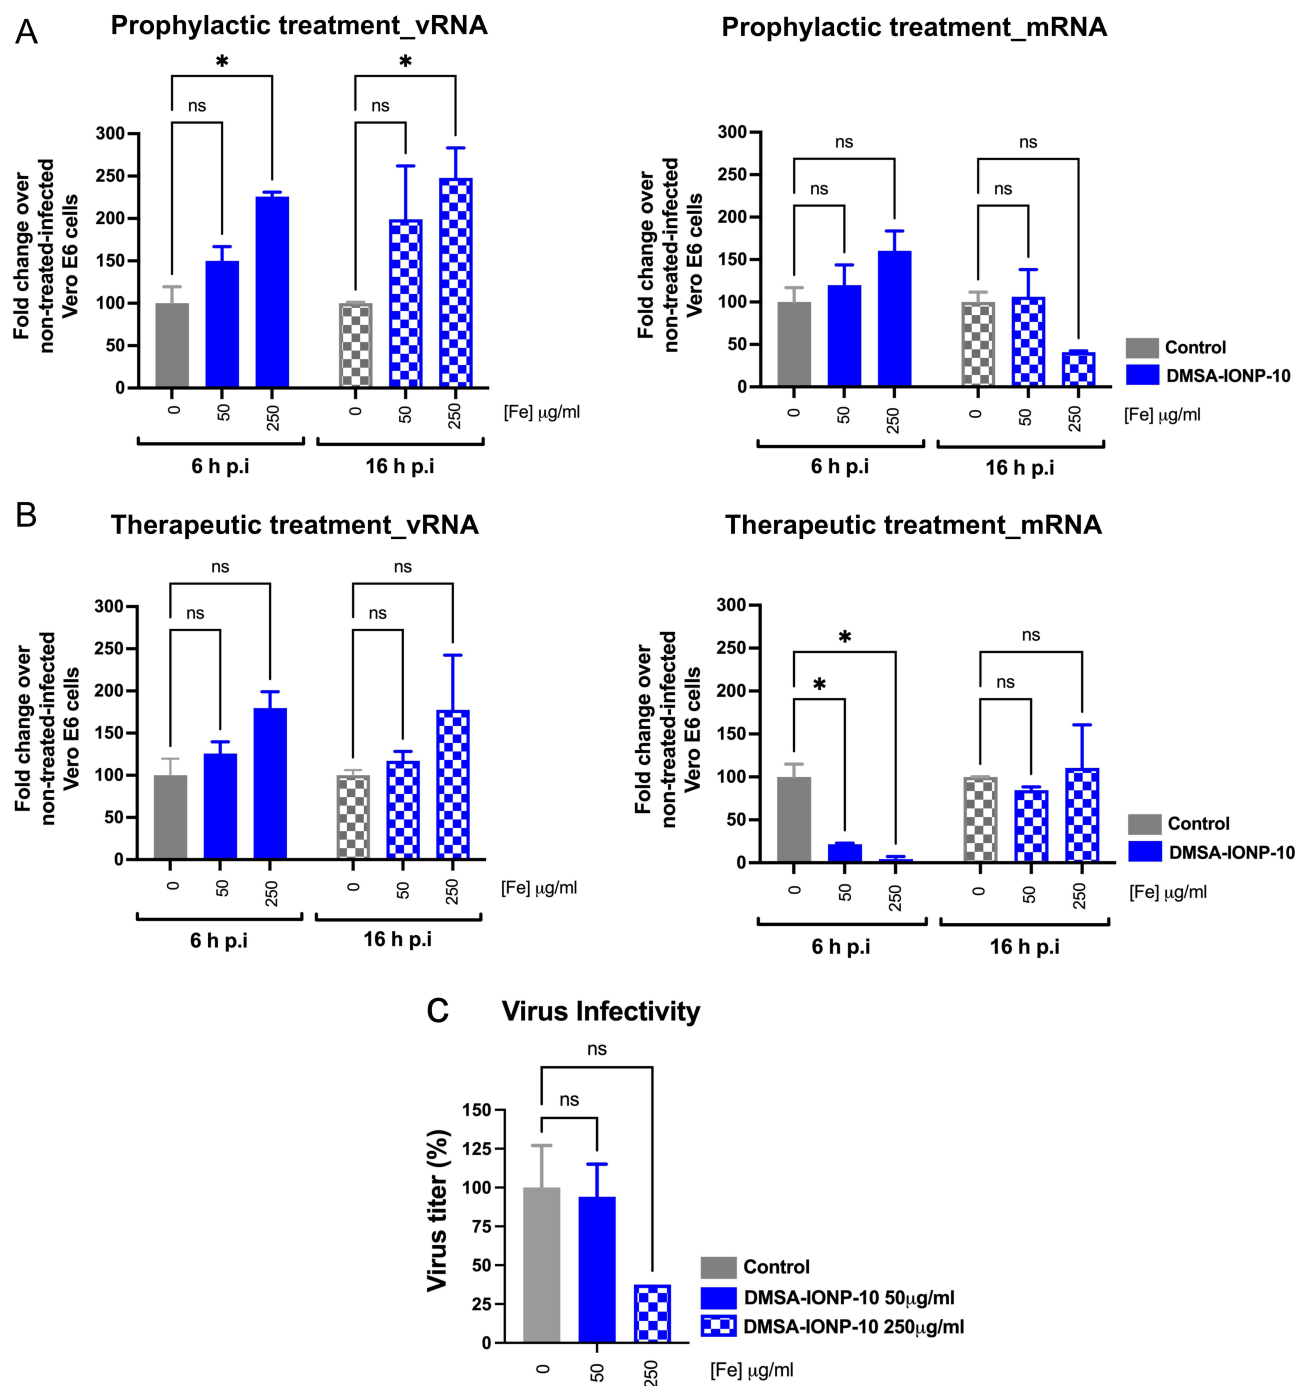 A
Prophylactic treatment_vRNA
*
*
ns
ns
300
250
200
150
100
50
0
Fold change over
non-treated-infected
Vero E6 cells
0
50
250
0
50
250
[Fe] μg/ml
6 h p.i
16 h p.i
Prophylactic treatment_mRNA
ns
ns
ns
ns
300
250
200
150
100
50
0
Fold change over
non-treated-infected
Vero E6 cells
0
50
250
0
50
250
[Fe] μg/ml
6 h p.i
16 h p.i
Control
DMSA-IONP-10
B
Therapeutic treatment_vRNA
ns
ns
ns
ns
300
250
200
150
100
50
0
Fold change over
non-treated-infected
Vero E6 cells
0
50
250
0
50
250
[Fe] μg/ml
6 h p.i
16 h p.i
Therapeutic treatment_mRNA
*
ns
*
ns
300
250
200
150
100
50
0
Fold change over
non-treated-infected
Vero E6 cells
0
50
250
0
50
250
[Fe] μg/ml
6 h p.i
16 h p.i
Control
DMSA-IONP-10
C
Virus Infectivity
ns
ns
150
125
100
75
50
25
0
Virus titer (%)
0
50
250
[Fe] μg/ml
Control
DMSA-IONP-10 50μg/ml
DMSA-IONP-10 250μg/ml